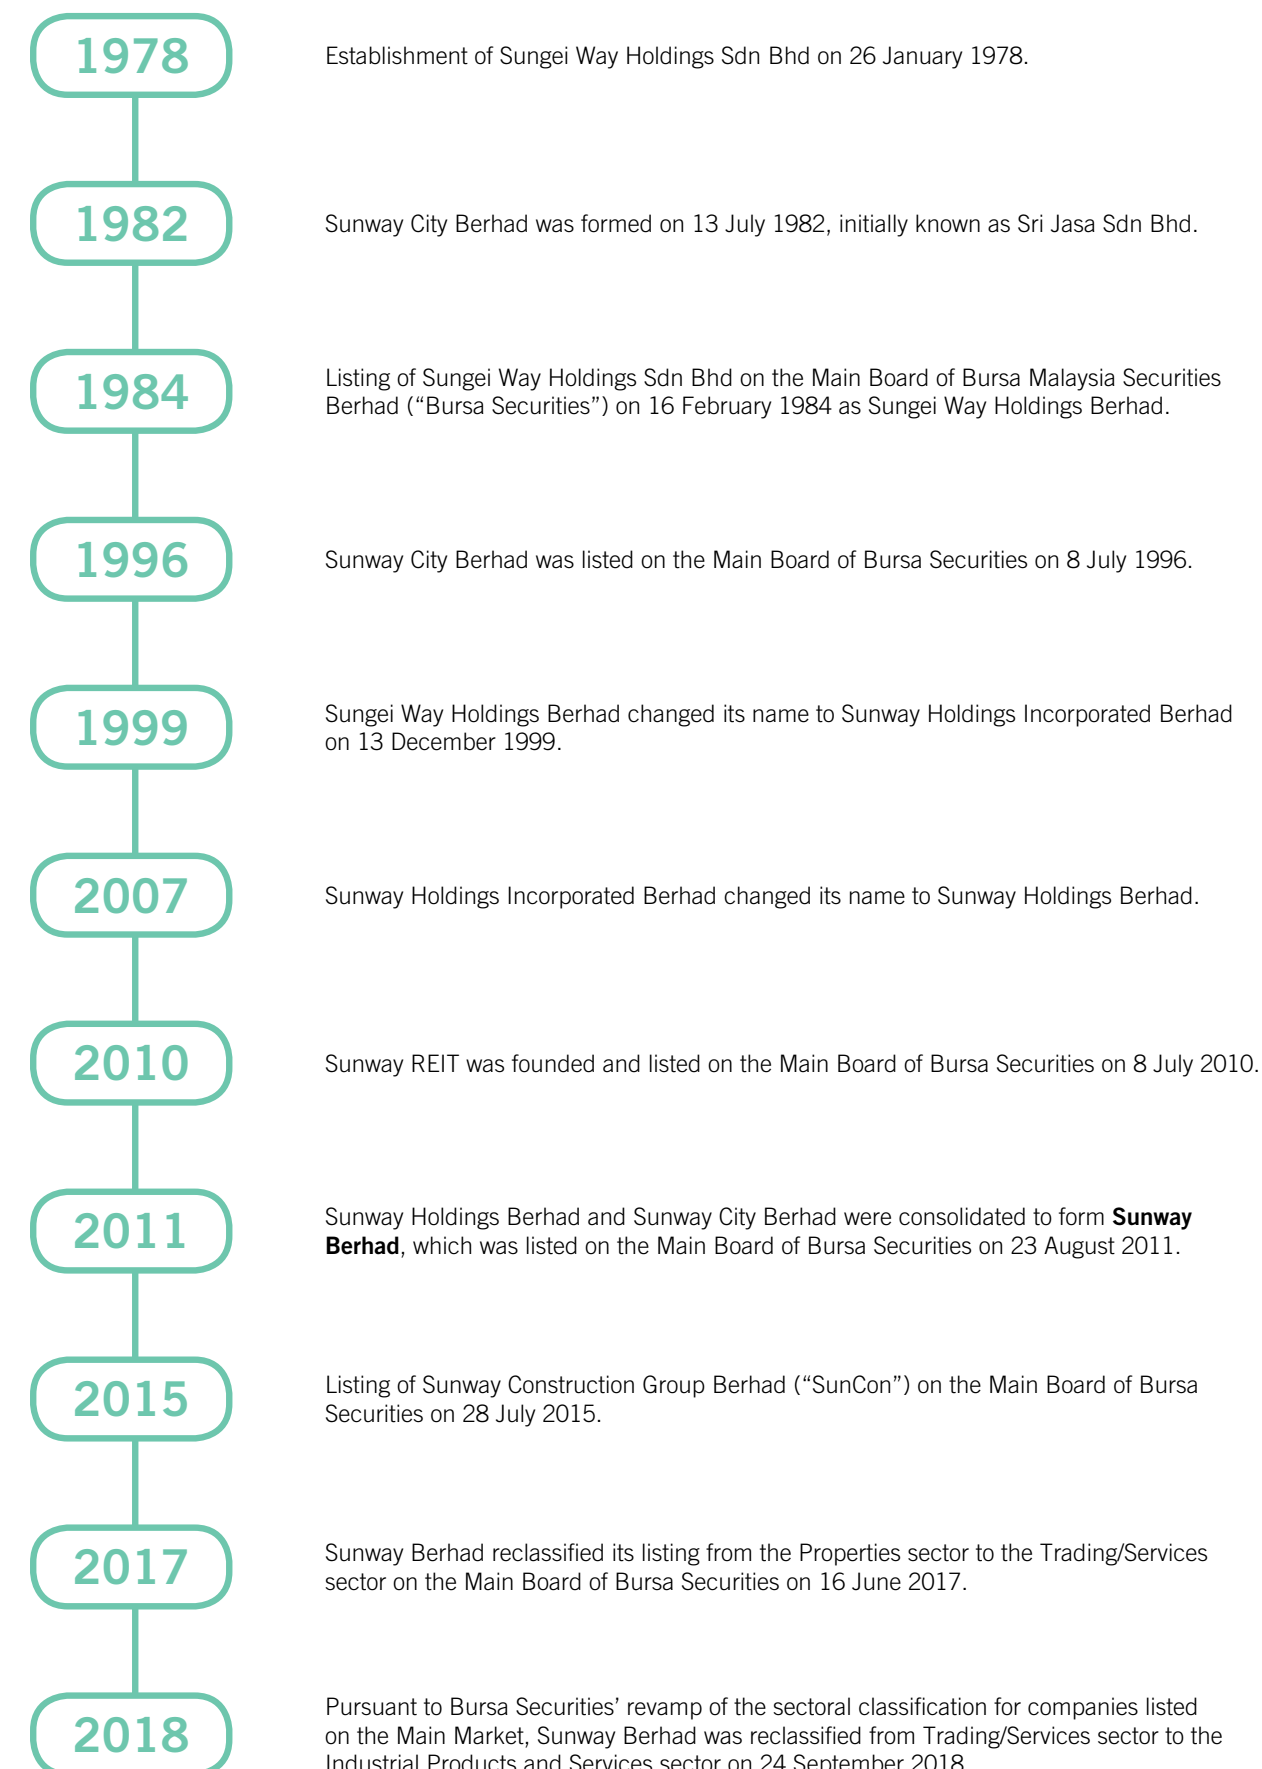 1978
Establishment of Sungei Way Holdings Sdn Bhd on 26 January 1978.
1982
Sunway City Berhad was formed on 13 July 1982, initially known as Sri Jasa Sdn Bhd.
1984
Listing of Sungei Way Holdings Sdn Bhd on the Main Board of Bursa Malaysia Securities
Berhad (“Bursa Securities”) on 16 February 1984 as Sungei Way Holdings Berhad.
1996
Sunway City Berhad was listed on the Main Board of Bursa Securities on 8 July 1996.
1999
Sungei Way Holdings Berhad changed its name to Sunway Holdings Incorporated Berhad
on 13 December 1999.
2007
Sunway Holdings Incorporated Berhad changed its name to Sunway Holdings Berhad.
2010
Sunway REIT was founded and listed on the Main Board of Bursa Securities on 8 July 2010.
2011
Sunway Holdings Berhad and Sunway City Berhad were consolidated to form Sunway
Berhad, which was listed on the Main Board of Bursa Securities on 23 August 2011.
2015
Listing of Sunway Construction Group Berhad (“SunCon”) on the Main Board of Bursa
Securities on 28 July 2015.
2017
Sunway Berhad reclassified its listing from the Properties sector to the Trading/Services
sector on the Main Board of Bursa Securities on 16 June 2017.
2018
Pursuant to Bursa Securities’ revamp of the sectoral classification for companies listed
on the Main Market, Sunway Berhad was reclassified from Trading/Services sector to the
Industrial Products and Services sector on 24 September 2018.